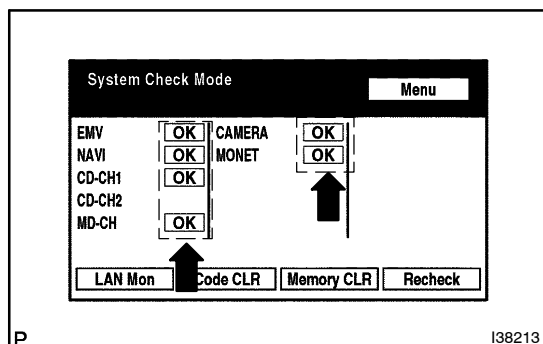 System Check Mode
Menu
EMV OK CAMERA OK
NAVI OK MONET OK
CD-CH1 OK
CD-CH2
MD-CH OK
LAN Mon Code CLR Memory CLR Recheck
P I38213